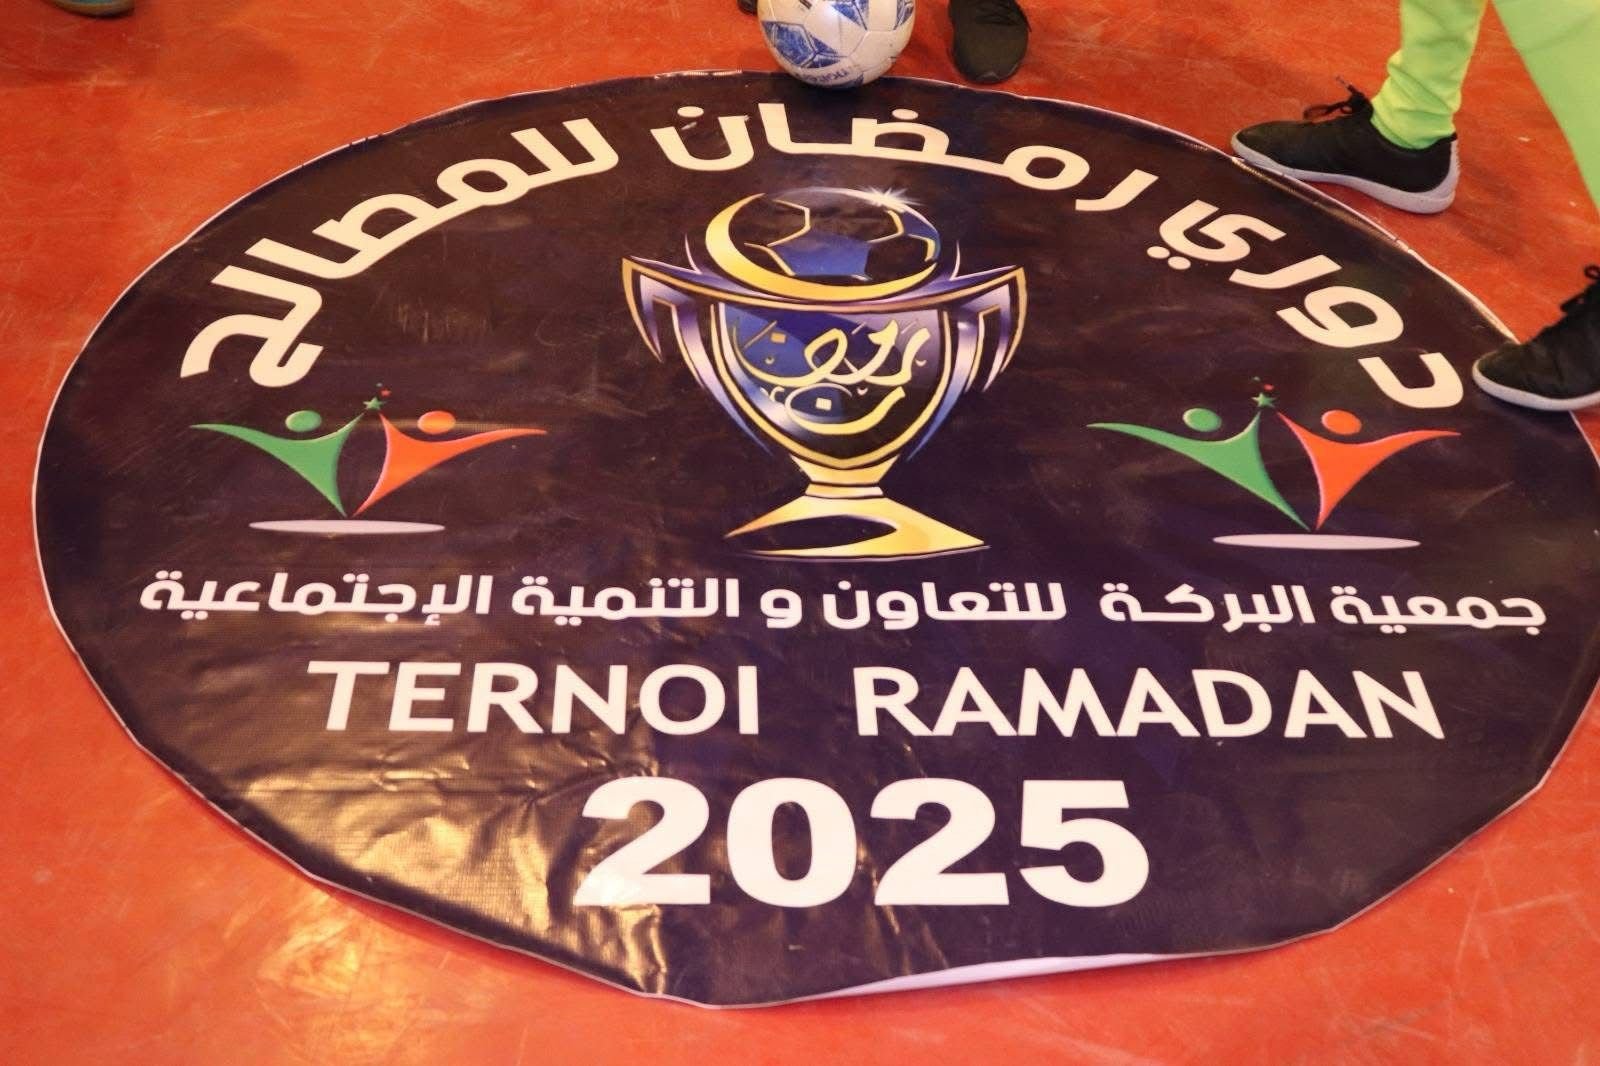 دوري رمضان للمصالح
رمضان
جمعية البركة للتعاون و التنمية الإجتماعية
TERNOI RAMADAN
2025